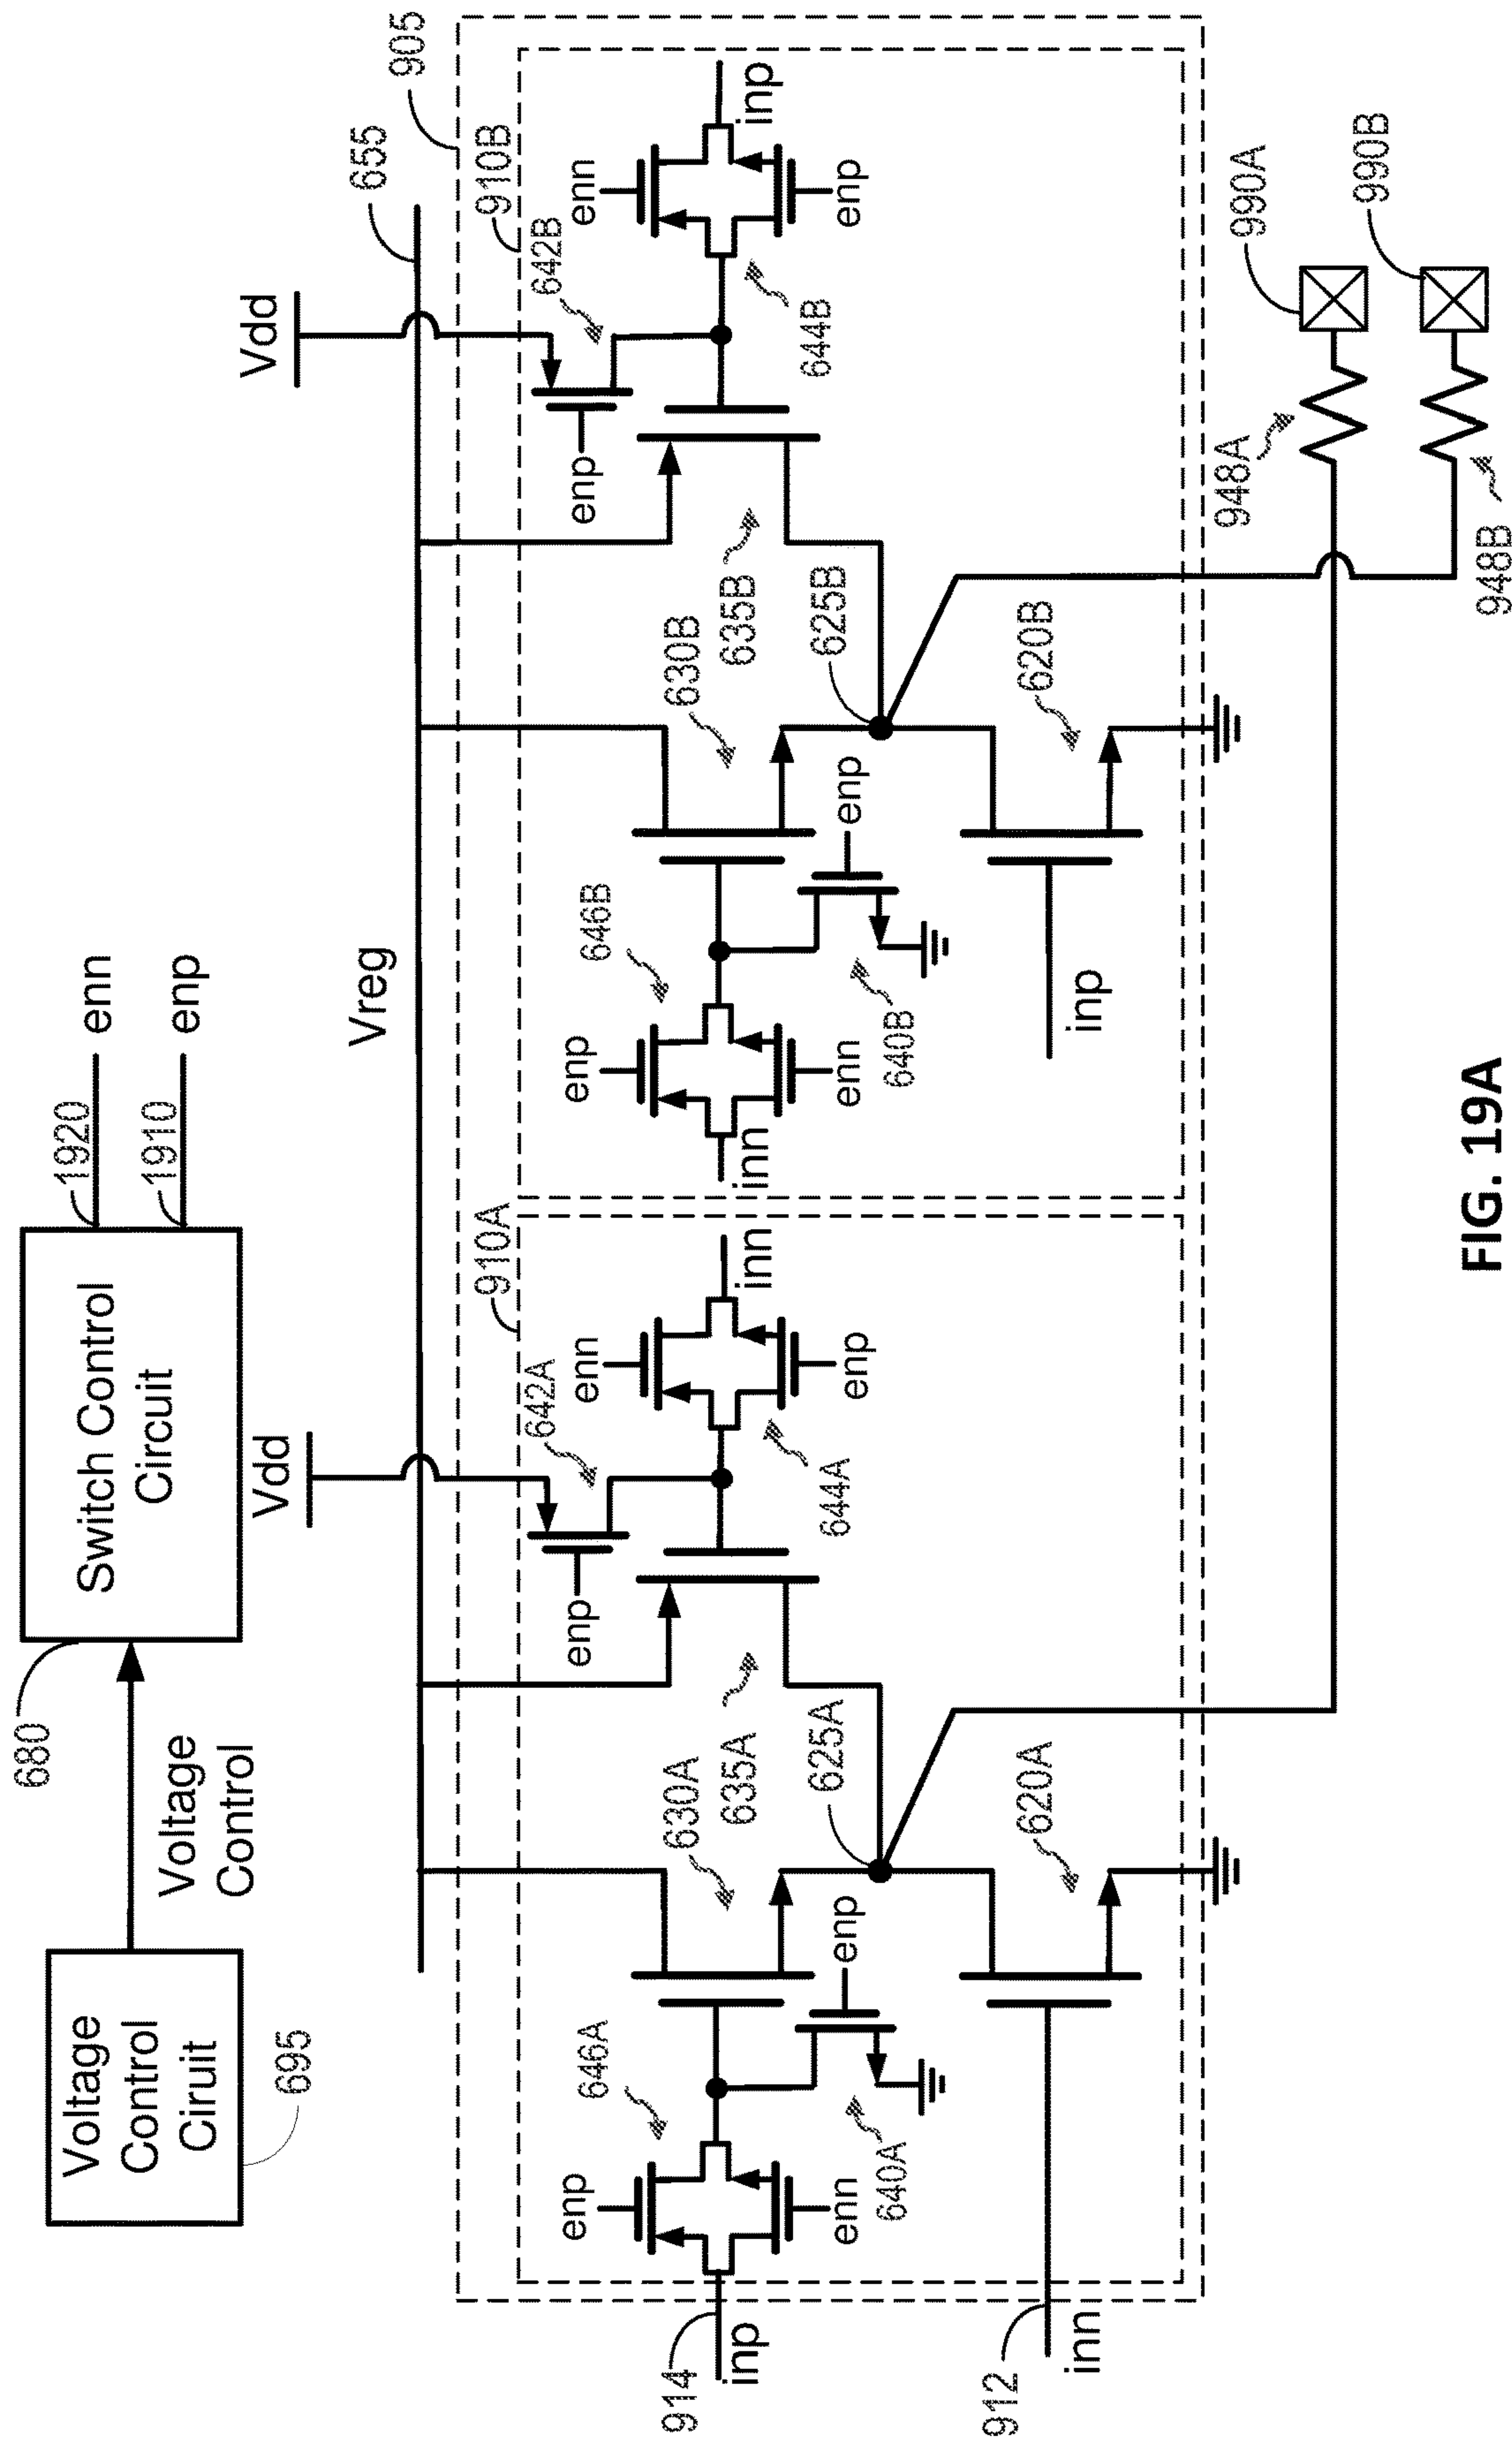 Voltage
Control
Ciruit
695
Voltage
Control
680
Switch Control
Circuit
1920
enn
1910
enp
Vdd
Vreg
Vdd
655
905
910A
910B
914
inp
912
inn
enp
646A
enn
640A
enp
630A
635A
625A
620A
enp
642A
enn
enp
644A
inn
inn
enp
646B
enn
640B
enp
inp
630B
635B
625B
620B
enp
642B
enn
enp
644B
inp
948A
990A
948B
990B
FIG. 19A